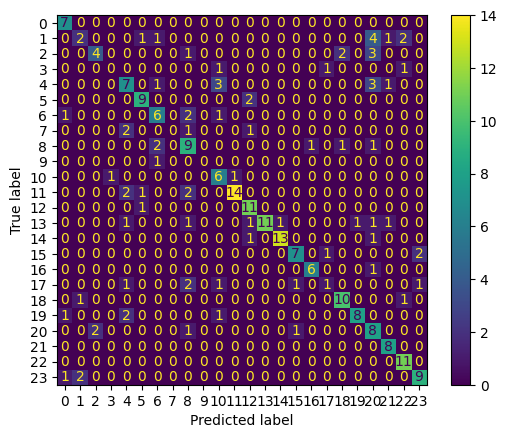 14
12
10
8
6
4
2
0
True label
0 7 0 0 0 0 0 0 0 0 0 0 0 0 0 0 0 0 0 0 0 0 0 0 0
1 0 2 0 0 0 1 1 0 0 0 0 0 0 0 0 0 0 0 0 0 4 1 2 0
2 0 0 4 0 0 0 0 0 1 0 0 0 0 0 0 0 0 0 2 0 3 0 0 0
3 0 0 0 0 0 0 0 0 0 0 1 0 0 0 0 0 0 1 0 0 0 0 1 0
4 0 0 0 0 7 0 1 0 0 0 3 0 0 0 0 0 0 0 0 0 3 1 0 0
5 0 0 0 0 0 9 0 0 0 0 0 0 2 0 0 0 0 0 0 0 0 0 0 0
6 1 0 0 0 0 0 6 0 2 0 1 0 0 0 0 0 0 0 0 0 0 0 0 0
7 0 0 0 0 2 0 0 0 1 0 0 0 1 0 0 0 0 0 0 0 0 0 0 0
8 0 0 0 0 0 0 2 0 9 0 0 0 0 0 0 0 1 0 1 0 1 0 0 0
9 0 0 0 0 0 0 1 0 0 0 0 0 0 0 0 0 0 0 0 0 0 0 0 0
10 0 0 0 1 0 0 0 0 0 0 6 1 0 0 0 0 0 0 0 0 0 0 0 0
11 0 0 0 0 2 1 0 0 2 0 0 14 0 0 0 0 0 0 0 0 0 0 0 0
12 0 0 0 0 0 1 0 0 0 0 0 0 11 0 0 0 0 0 0 0 0 0 0 0
13 0 0 0 0 1 0 0 0 1 0 0 0 1 11 1 0 0 0 0 1 1 1 0 0
14 0 0 0 0 0 0 0 0 0 0 0 0 1 0 13 0 0 0 0 0 1 0 0 0
15 0 0 0 0 0 0 0 0 0 0 0 0 0 0 0 7 0 1 0 0 0 0 0 2
16 0 0 0 0 0 0 0 0 0 0 0 0 0 0 0 0 6 0 0 0 1 0 0 0
17 0 0 0 0 1 0 0 0 2 0 1 0 0 0 0 1 0 1 0 0 0 0 0 1
18 0 1 0 0 0 0 0 0 0 0 0 0 0 0 0 0 0 0 10 0 0 0 1 0
19 1 0 0 0 2 0 0 0 0 0 1 0 0 0 0 0 0 0 0 8 0 0 0 0
20 0 0 2 0 0 0 0 0 1 0 0 0 0 0 0 1 0 0 0 0 8 0 0 0
21 0 0 0 0 0 0 0 0 0 0 0 0 0 0 0 0 0 0 0 0 0 8 0 0
22 0 0 0 0 0 0 0 0 0 0 0 0 0 0 0 0 0 0 0 0 0 0 11 0
23 1 2 0 0 0 0 0 0 0 0 0 0 0 0 0 0 0 0 0 0 0 0 0 9
0 1 2 3 4 5 6 7 8 9 10 11 12 13 14 15 16 17 18 19 20 21 22 23
Predicted label